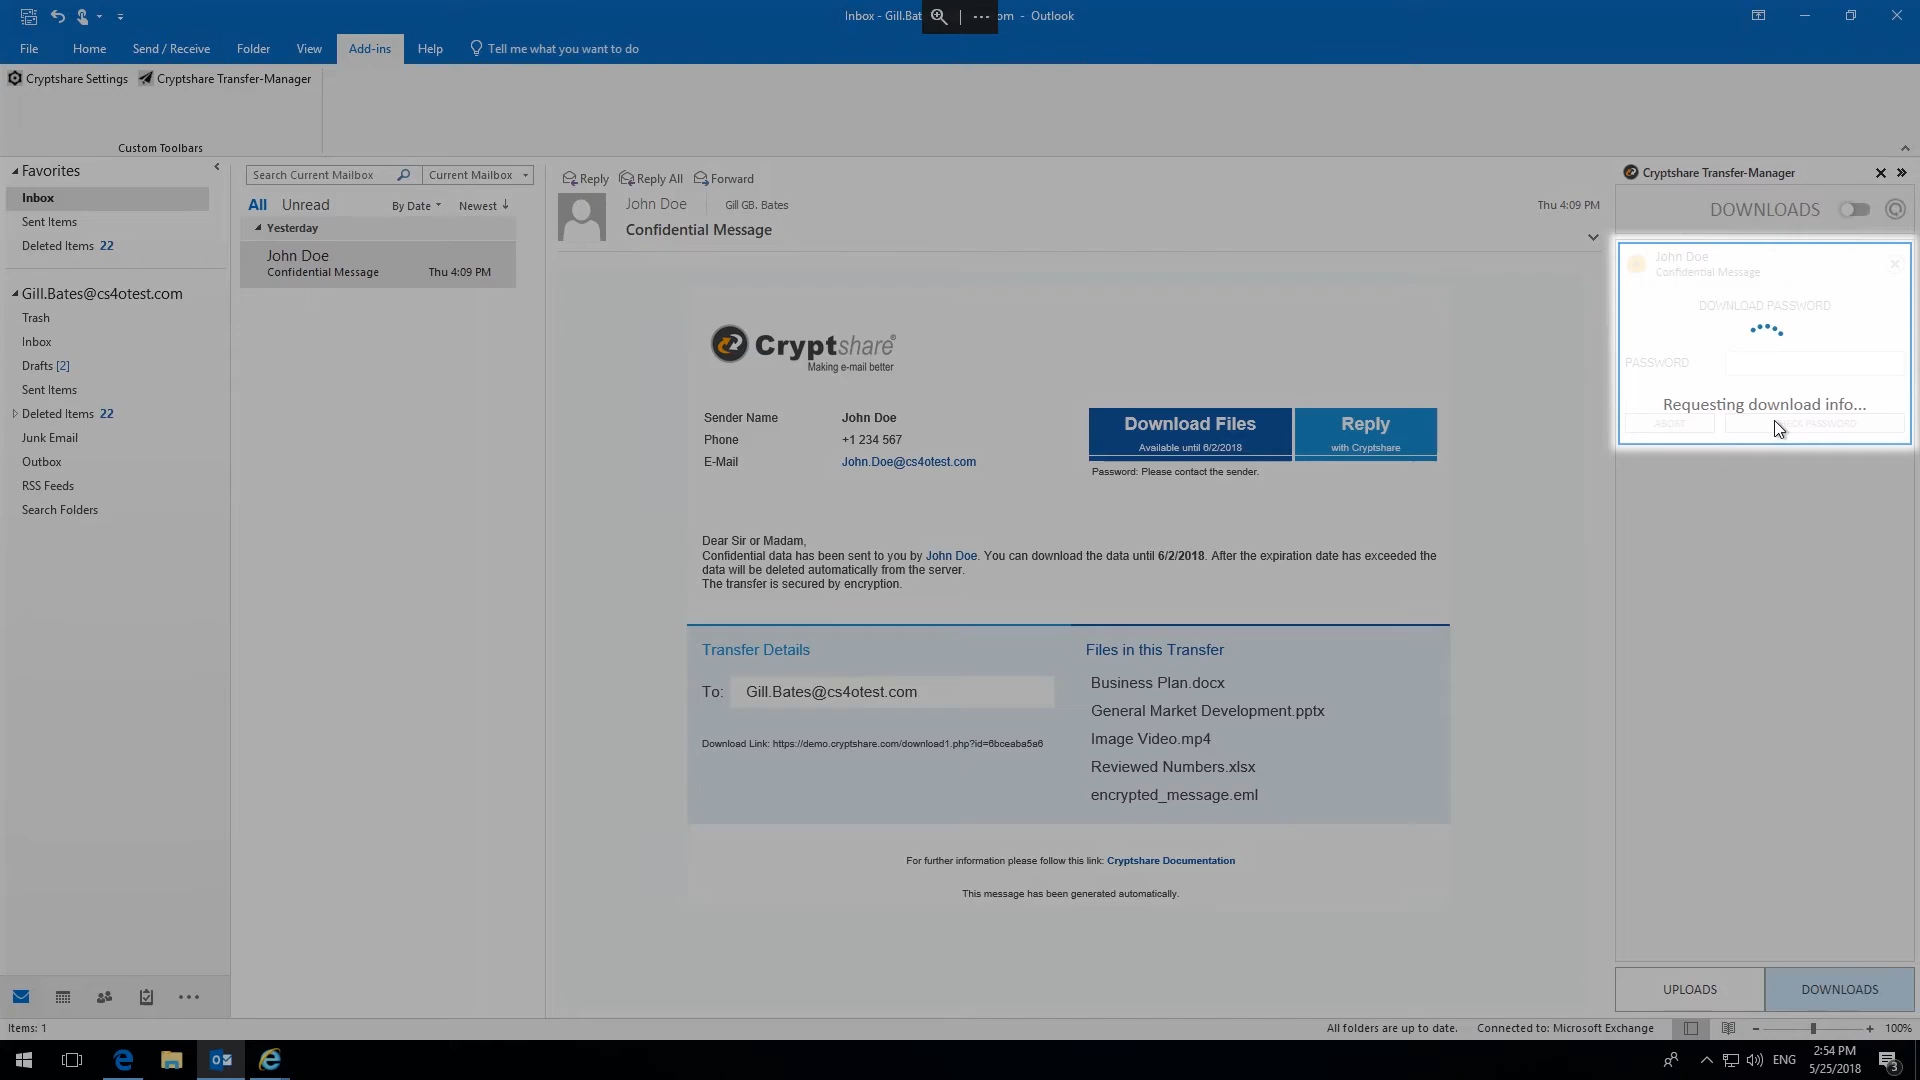 Inbox - Gill.Bat
om - Outlook
File Home Send / Receive Folder View Add-ins Help Tell me what you want to do
Cryptshare Settings Cryptshare Transfer-Manager
Custom Toolbars
Favorites
Inbox
Sent Items
Deleted Items 22
Gill.Bates@cs4otest.com
Trash
Inbox
Drafts [2]
Sent Items
Deleted Items 22
Junk Email
Outbox
RSS Feeds
Search Folders
Search Current Mailbox Current Mailbox
All Unread By Date Newest
Yesterday
John Doe
Confidential Message Thu 4:09 PM
Reply Reply All Forward
John Doe Gill GB. Bates Thu 4:09 PM
Confidential Message
Cryptshare®
Making e-mail better
Sender Name John Doe
Phone +1 234 567
E-Mail John.Doe@cs4otest.com
Download Files
Available until 6/2/2018
Reply
with Cryptshare
Password: Please contact the sender.
Dear Sir or Madam,
Confidential data has been sent to you by John Doe. You can download the data until 6/2/2018. After the expiration date has exceeded the
data will be deleted automatically from the server.
The transfer is secured by encryption.
Transfer Details
To: Gill.Bates@cs4otest.com
Download Link: https://demo.cryptshare.com/download1.php?id=6bceaba5a6
Files in this Transfer
Business Plan.docx
General Market Development.pptx
Image Video.mp4
Reviewed Numbers.xlsx
encrypted_message.eml
For further information please follow this link: Cryptshare Documentation
This message has been generated automatically.
Cryptshare Transfer-Manager
DOWNLOADS
John Doe
Confidential Message
DOWNLOAD PASSWORD
PASSWORD
Requesting download info...
ABORT PASSWORD
UPLOADS DOWNLOADS
Items: 1 All folders are up to date. Connected to: Microsoft Exchange 100%
ENG 2:54 PM
5/25/2018
3